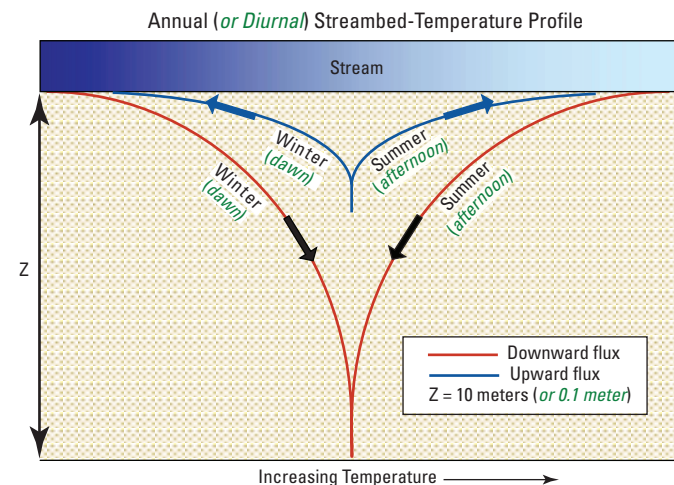 Annual (or Diurnal) Streambed-Temperature Profile
Stream
Winter
(dawn)
Summer
(afternoon)
Winter
(dawn)
Summer
(afternoon)
Z
Downward flux
Upward flux
Z = 10 meters (or 0.1 meter)
Increasing Temperature